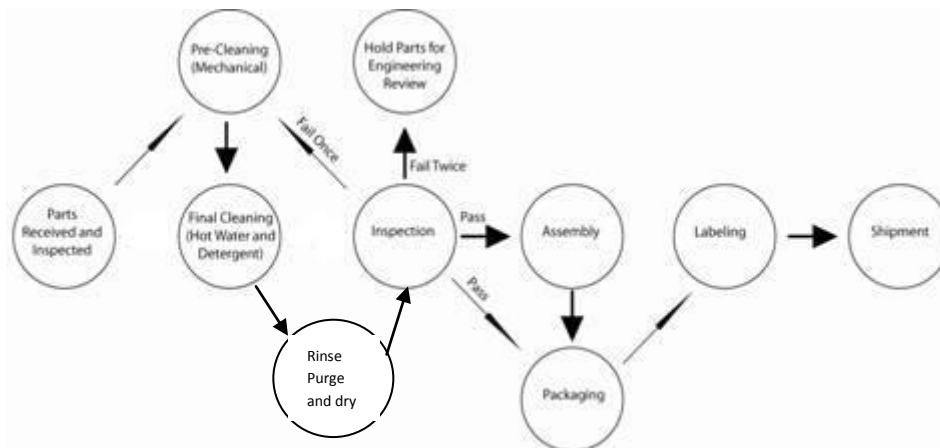 Pre-Cleaning
(Mechanical)
Hold Parts for
Engineering
Review
Fail Once
Fail Twice
Parts
Received and
Inspected
Final Cleaning
(Hot Water and
Detergent)
Inspection
Pass
Assembly
Labeling
Shipment
Pass
Rinse
Purge
and dry
Packaging